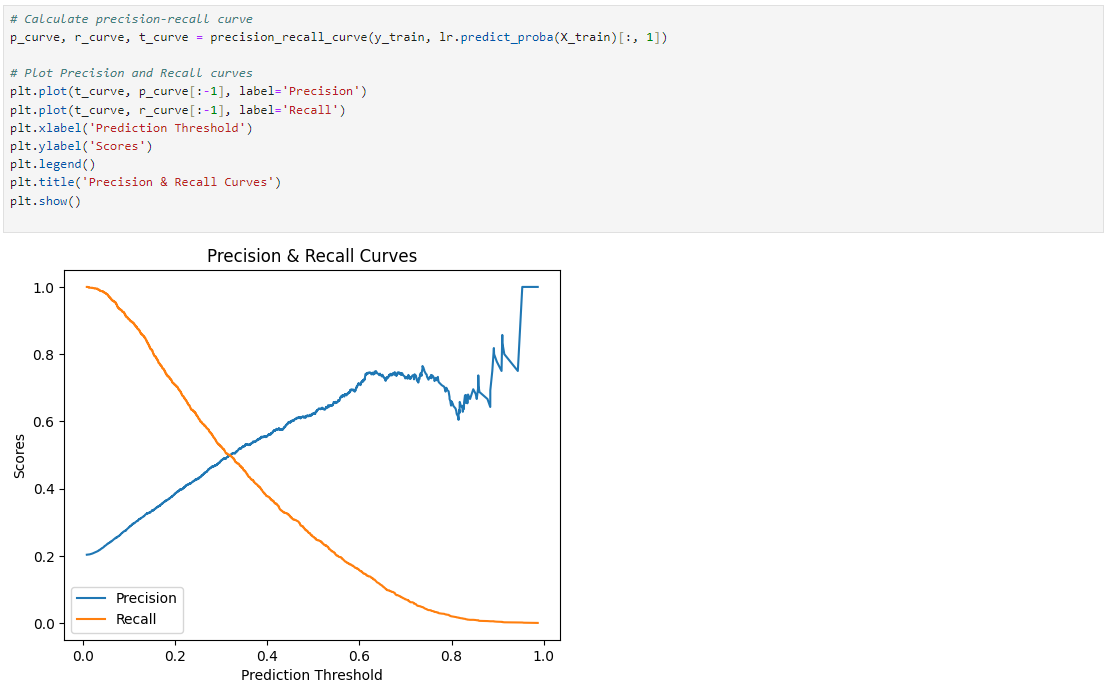 # Calculate precision-recall curve
p_curve, r_curve, t_curve = precision_recall_curve(y_train, lr.predict_proba(X_train)[:, 1])
# Plot Precision and Recall curves
plt.plot(t_curve, p_curve[:-1], label='Precision')
plt.plot(t_curve, r_curve[:-1], label='Recall')
plt.xlabel('Prediction Threshold')
plt.ylabel('Scores')
plt.legend()
plt.title('Precision & Recall Curves')
plt.show()
Precision & Recall Curves
1.0
0.8
0.6
0.4
0.2
0.0
Scores
Precision
Recall
0.0 0.2 0.4 0.6 0.8 1.0
Prediction Threshold